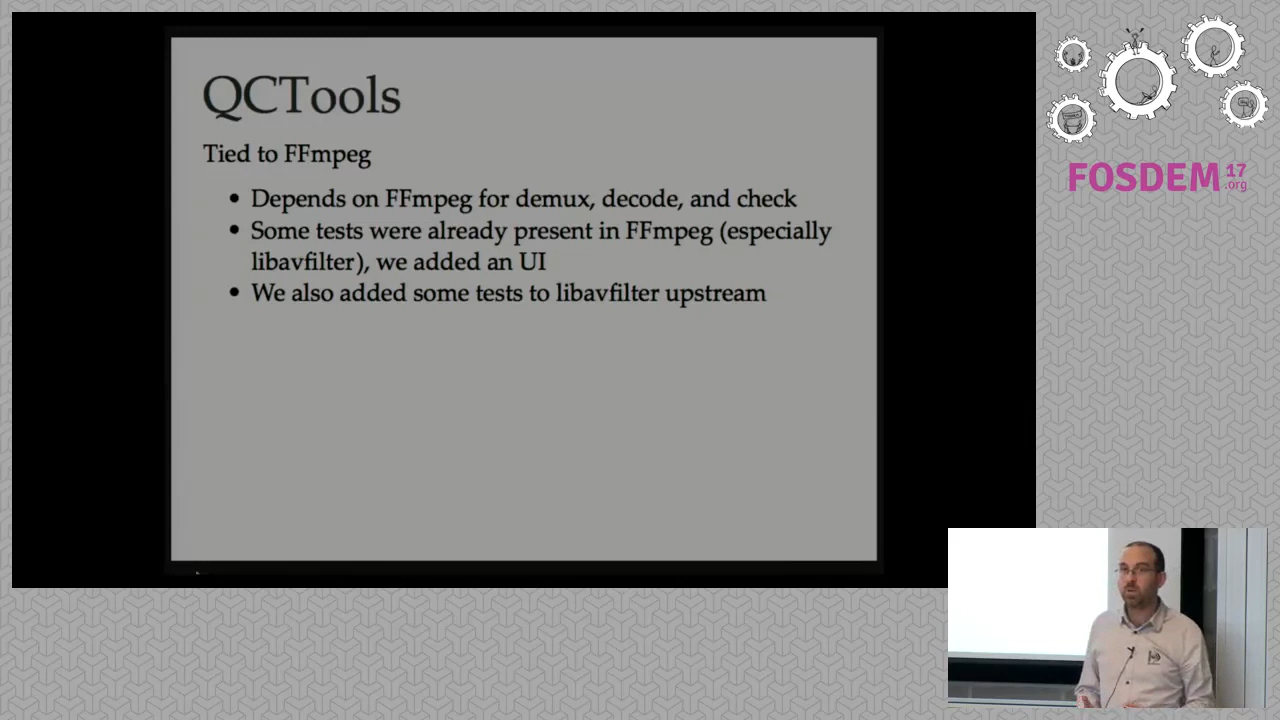 QCTools
Tied to FFmpeg
• Depends on FFmpeg for demux, decode, and check
• Some tests were already present in FFmpeg (especially
libavfilter), we added an UI
• We also added some tests to libavfilter upstream
FOSDEM 17
.org